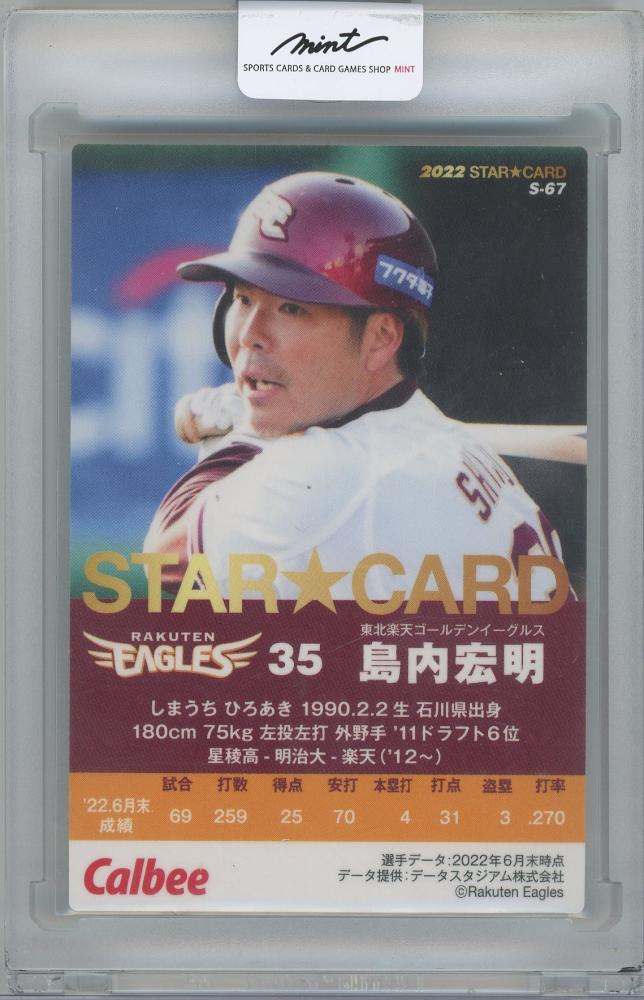 mint
SPORTS CARDS & CARD GAMES SHOP MINT
2022 STAR★CARD
S-67
フクダ電子
STAR★CARD
RAKUTEN
EAGLES
35
東北楽天ゴールデンイーグルス
島内宏明
しまうち ひろあき 1990.2.2生 石川県出身
180cm 75kg 左投左打 外野手 '11ドラフト6位
星稜高 - 明治大 - 楽天('12〜)
試合 打数 得点 安打 本塁打 打点 盗塁 打率
'22.6月末成績 69 259 25 70 4 31 3 .270
Calbee
選手データ:2022年6月末時点
データ提供:データスタジアム株式会社
©Rakuten Eagles